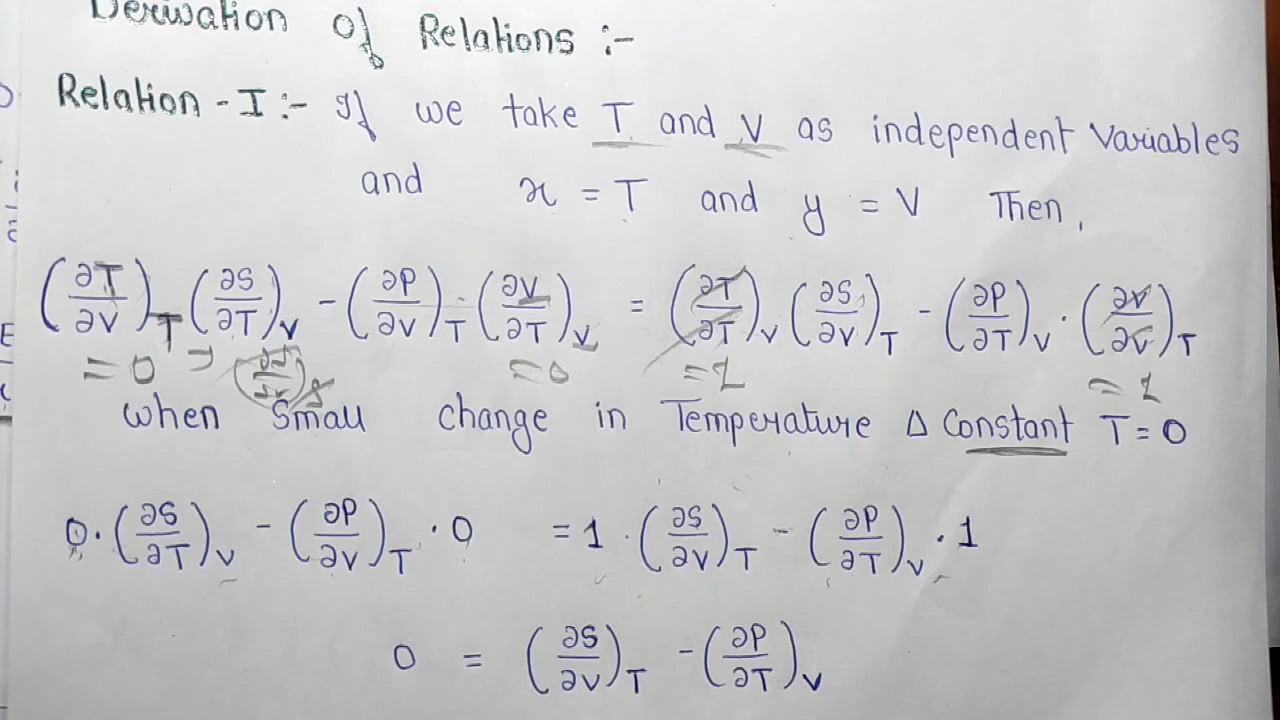 Derivation of Relations :-
Relation - I :- If we take T and V as independent Variables
and x = T and y = V Then,
(∂T/∂V)_T (∂S/∂T)_V - (∂P/∂V)_T · (∂V/∂T)_V = (∂T/∂T)_V (∂S/∂V)_T - (∂P/∂T)_V · (∂V/∂V)_T
= 0 = 0 = 1 = 1
when Small change in Temperature Δ Constant T = 0
0 · (∂S/∂T)_V - (∂P/∂V)_T · 0 = 1 · (∂S/∂V)_T - (∂P/∂T)_V · 1
0 = (∂S/∂V)_T - (∂P/∂T)_V